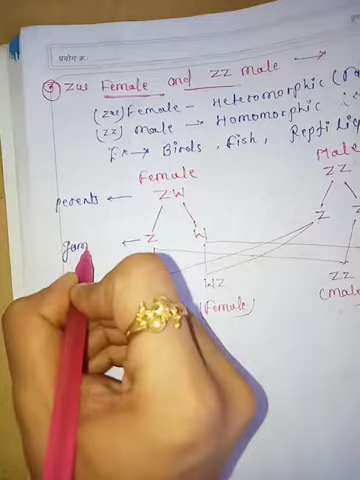 प्रयोग क्र.
③ ZW Female and ZZ Male →
(ZW) Female - Heteromorphic
(ZZ) Male → Homomorphic
Ex → Birds, Fish,
Female Male
parents ← ZW ZZ
Z
gam ← Z W
WZ ZZ
(Female) (Male